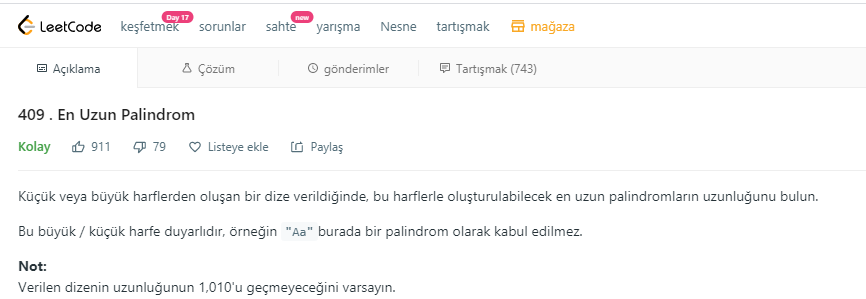 LeetCode keşfetmek Day 17 sorunlar sahte new yarışma Nesne tartışmak mağaza
Açıklama Çözüm gönderimler Tartışmak (743)
409 . En Uzun Palindrom
Kolay 911 79 Listeye ekle Paylaş
Küçük veya büyük harflerden oluşan bir dize verildiğinde, bu harflerle oluşturulabilecek en uzun palindromların uzunluğunu bulun.
Bu büyük / küçük harfe duyarlıdır, örneğin "Aa" burada bir palindrom olarak kabul edilmez.
Not:
Verilen dizenin uzunluğunun 1,010'u geçmeyeceğini varsayın.